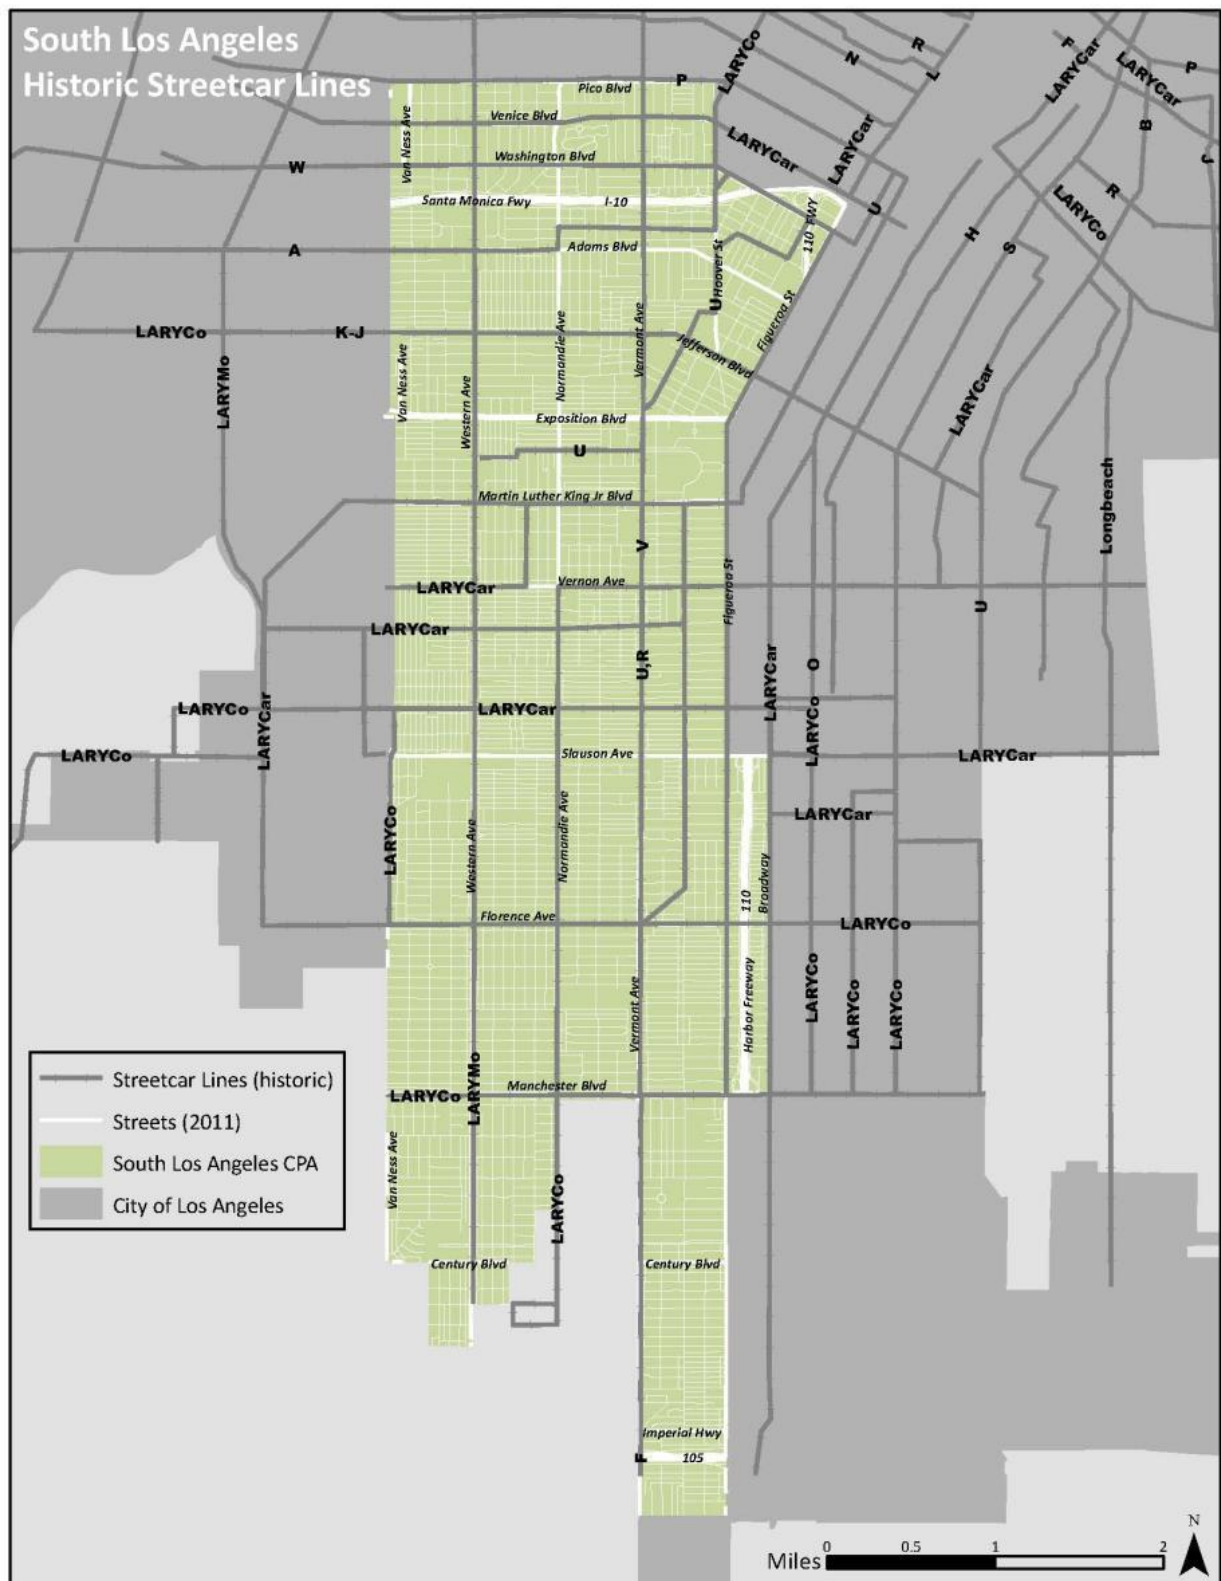 South Los Angeles
Historic Streetcar Lines
LARYCo
N
R
L
F
LARYCar
LARYCar
P
Pico Blvd
P
B
J
Van Ness Ave
Venice Blvd
LARYCar
LARYCar
W
Washington Blvd
Santa Monica Fwy
I-10
110 FWY
U
R
LARYCo
H
S
A
Adams Blvd
Hoover St
U
Figueroa St
LARYCo
K-J
Normandie Ave
Vermont Ave
Jefferson Blvd
LARYMo
Van Ness Ave
Western Ave
LARYCar
Exposition Blvd
U
Longbeach
Martin Luther King Jr Blvd
V
LARYCar
Vernon Ave
Figueroa St
U
LARYCar
U,R
LARYCar
O
LARYCo
LARYCo
LARYCar
LARYCar
LARYCo
Slauson Ave
LARYCar
LARYCo
Western Ave
Normandie Ave
LARYCar
110
Broadway
Florence Ave
LARYCo
Vermont Ave
Harbor Freeway
LARYCo
LARYCo
LARYCo
Streetcar Lines (historic)
Streets (2011)
South Los Angeles CPA
City of Los Angeles
LARYCo
LARYMo
Manchester Blvd
Van Ness Ave
LARYCo
Century Blvd
Century Blvd
Imperial Hwy
F
105
N
Miles
0
0.5
1
2